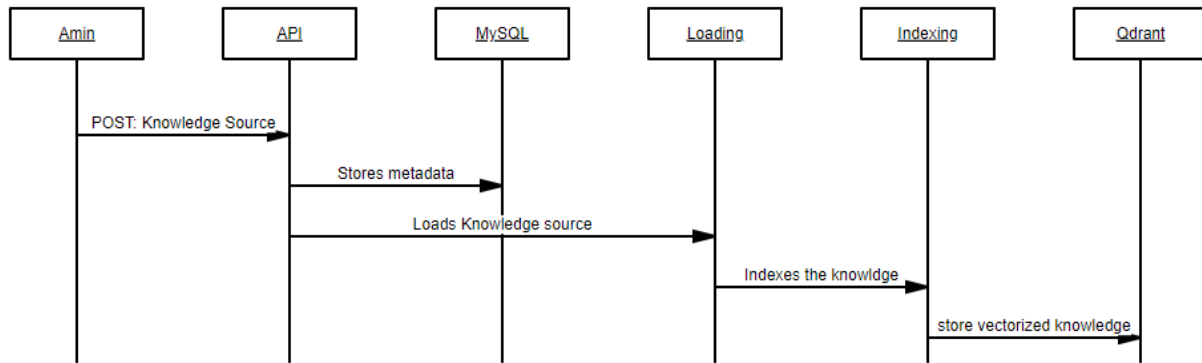 Amin
API
MySQL
Loading
Indexing
Qdrant
POST: Knowledge Source
Stores metadata
Loads Knowledge source
Indexes the knowldge
store vectorized knowledge